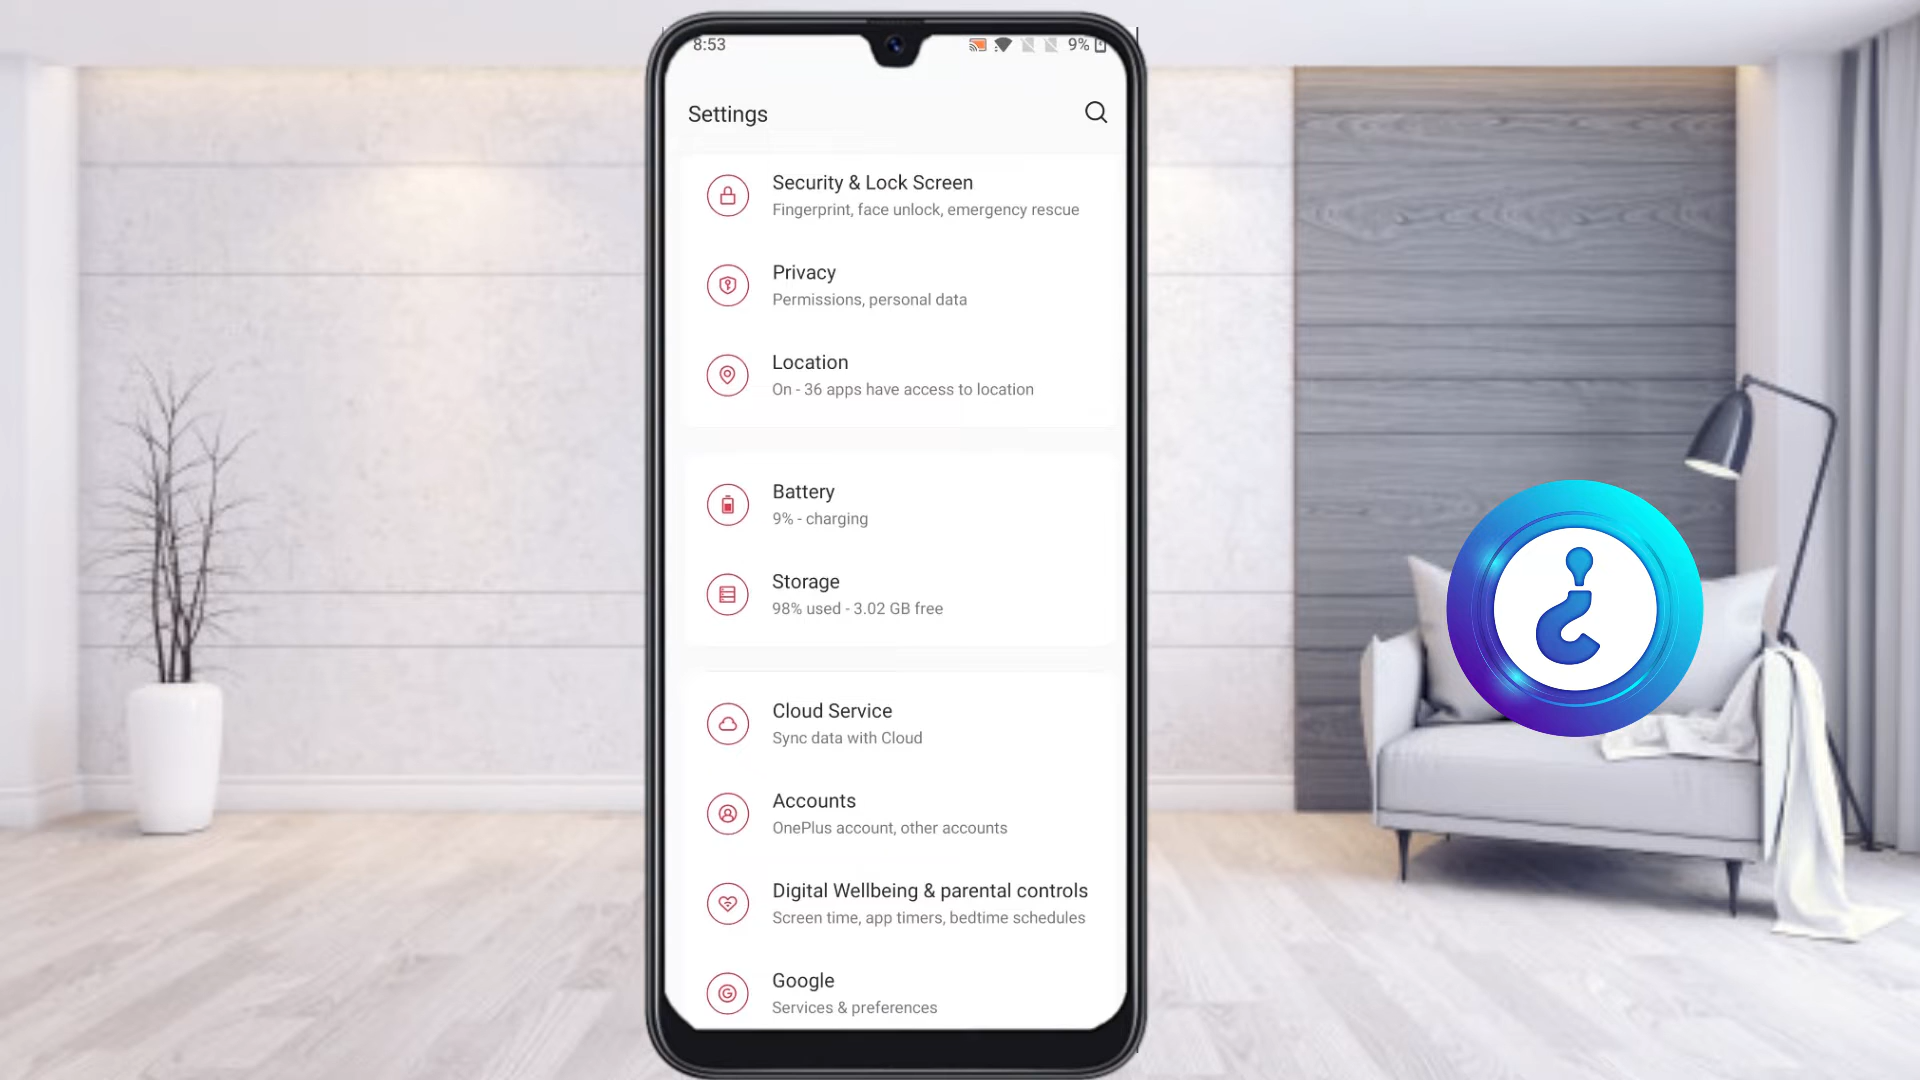 8:53
9%
Settings
Security & Lock Screen
Fingerprint, face unlock, emergency rescue
Privacy
Permissions, personal data
Location
On - 36 apps have access to location
Battery
9% - charging
Storage
98% used - 3.02 GB free
Cloud Service
Sync data with Cloud
Accounts
OnePlus account, other accounts
Digital Wellbeing & parental controls
Screen time, app timers, bedtime schedules
Google
Services & preferences